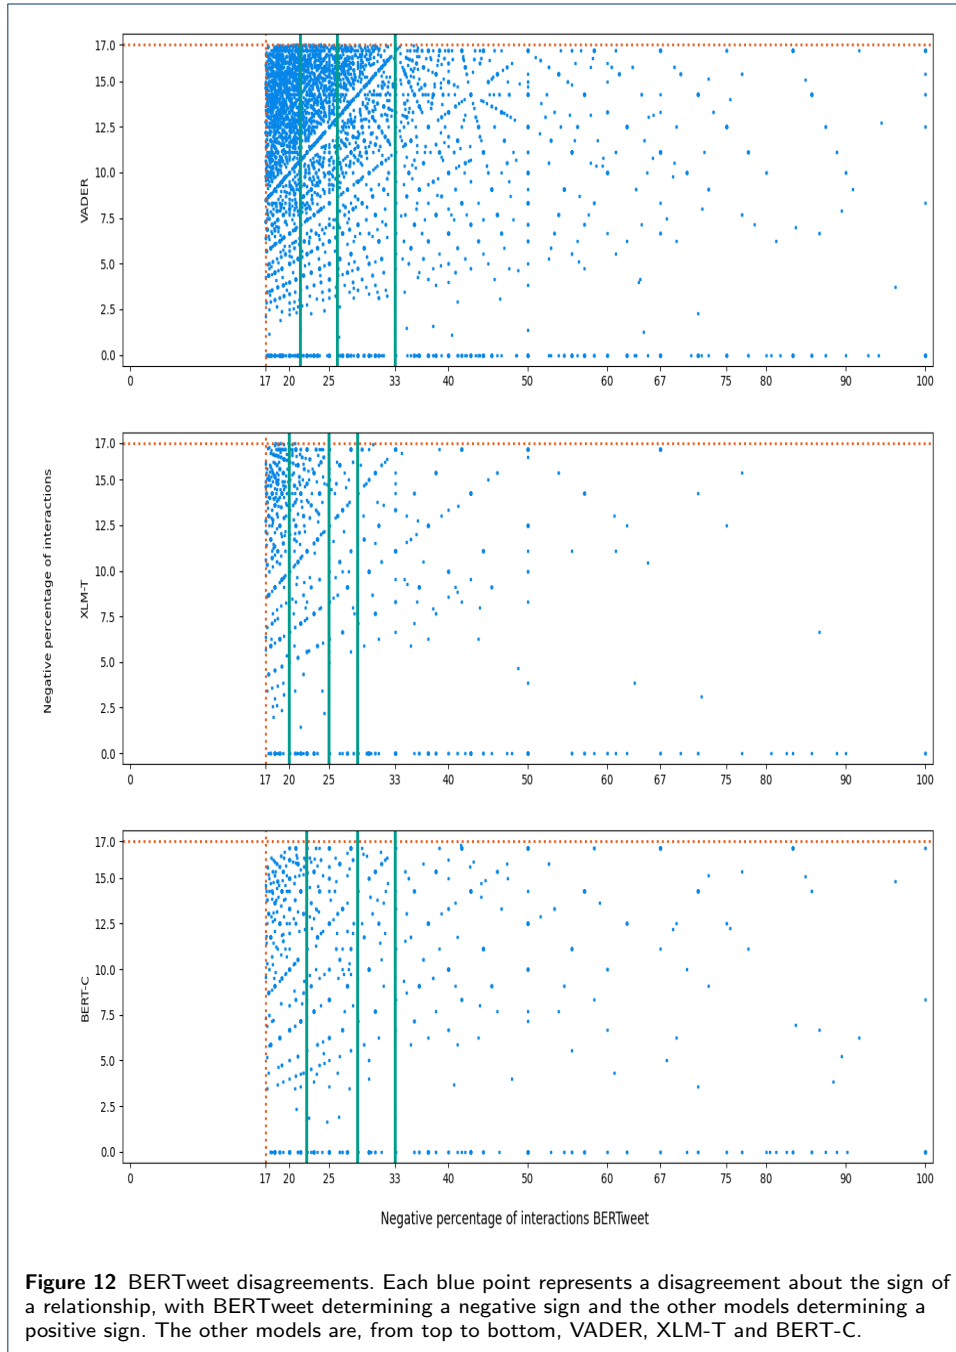 17.0
15.0
12.5
10.0
7.5
5.0
2.5
0.0
VADER
0 17 20 25 33 40 50 60 67 75 80 90 100
17.0
15.0
12.5
10.0
7.5
5.0
2.5
0.0
Negative percentage of interactions
XLM-T
0 17 20 25 33 40 50 60 67 75 80 90 100
17.0
15.0
12.5
10.0
7.5
5.0
2.5
0.0
BERT-C
0 17 20 25 33 40 50 60 67 75 80 90 100
Negative percentage of interactions BERTweet
Figure 12 BERTweet disagreements. Each blue point represents a disagreement about the sign of
a relationship, with BERTweet determining a negative sign and the other models determining a
positive sign. The other models are, from top to bottom, VADER, XLM-T and BERT-C.